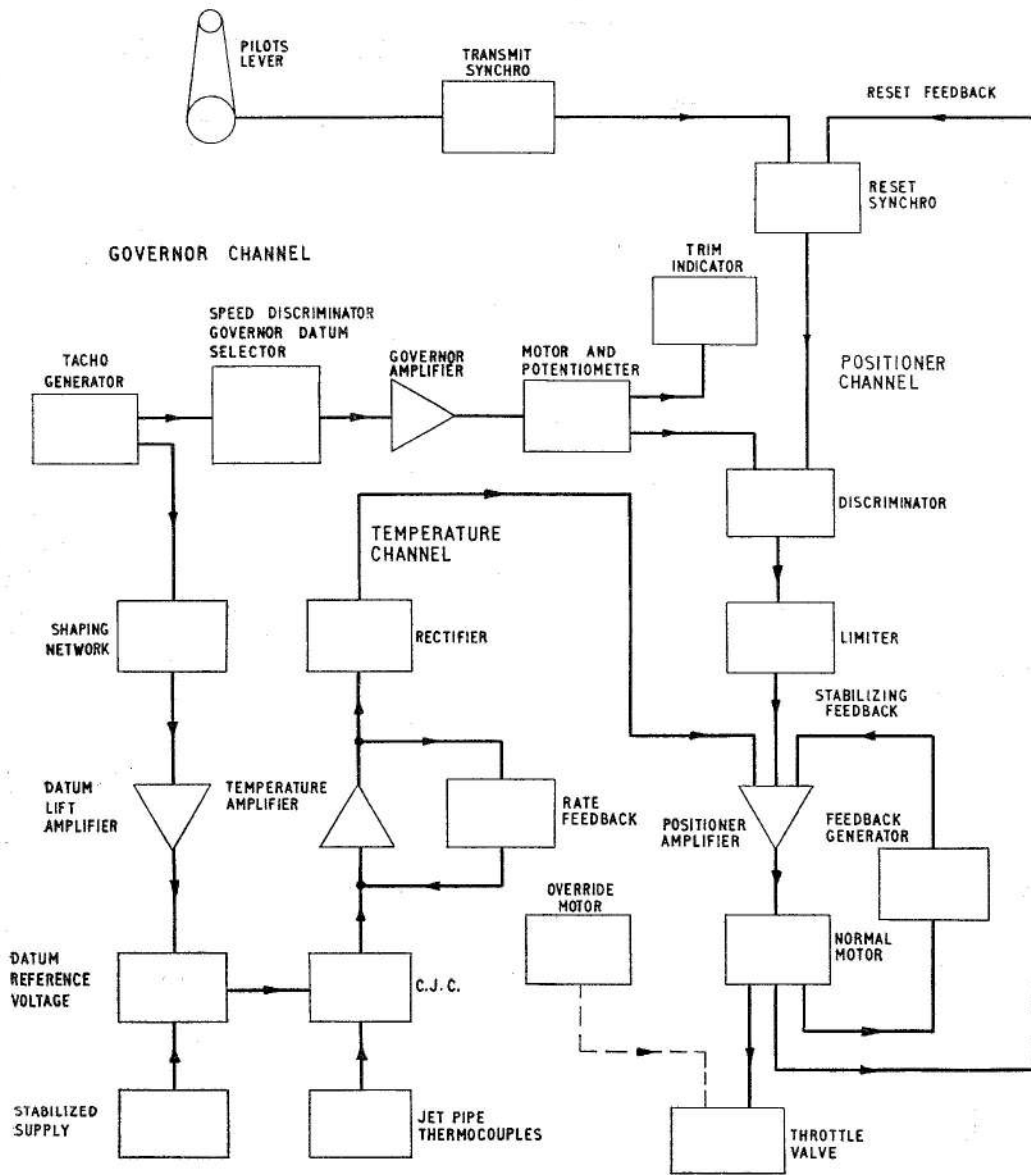 PILOTS
LEVER
TRANSMIT
SYNCHRO
RESET FEEDBACK
RESET
SYNCHRO
GOVERNOR CHANNEL
TRIM
INDICATOR
SPEED DISCRIMINATOR
GOVERNOR DATUM
SELECTOR
GOVERNOR
AMPLIFIER
MOTOR AND
POTENTIOMETER
POSITIONER
CHANNEL
TACHO
GENERATOR
DISCRIMINATOR
TEMPERATURE
CHANNEL
SHAPING
NETWORK
RECTIFIER
LIMITER
STABILIZING
FEEDBACK
DATUM
LIFT
AMPLIFIER
TEMPERATURE
AMPLIFIER
RATE
FEEDBACK
POSITIONER
AMPLIFIER
FEEDBACK
GENERATOR
OVERRIDE
MOTOR
NORMAL
MOTOR
DATUM
REFERENCE
VOLTAGE
C.J.C.
STABILIZED
SUPPLY
JET PIPE
THERMOCOUPLES
THROTTLE
VALVE